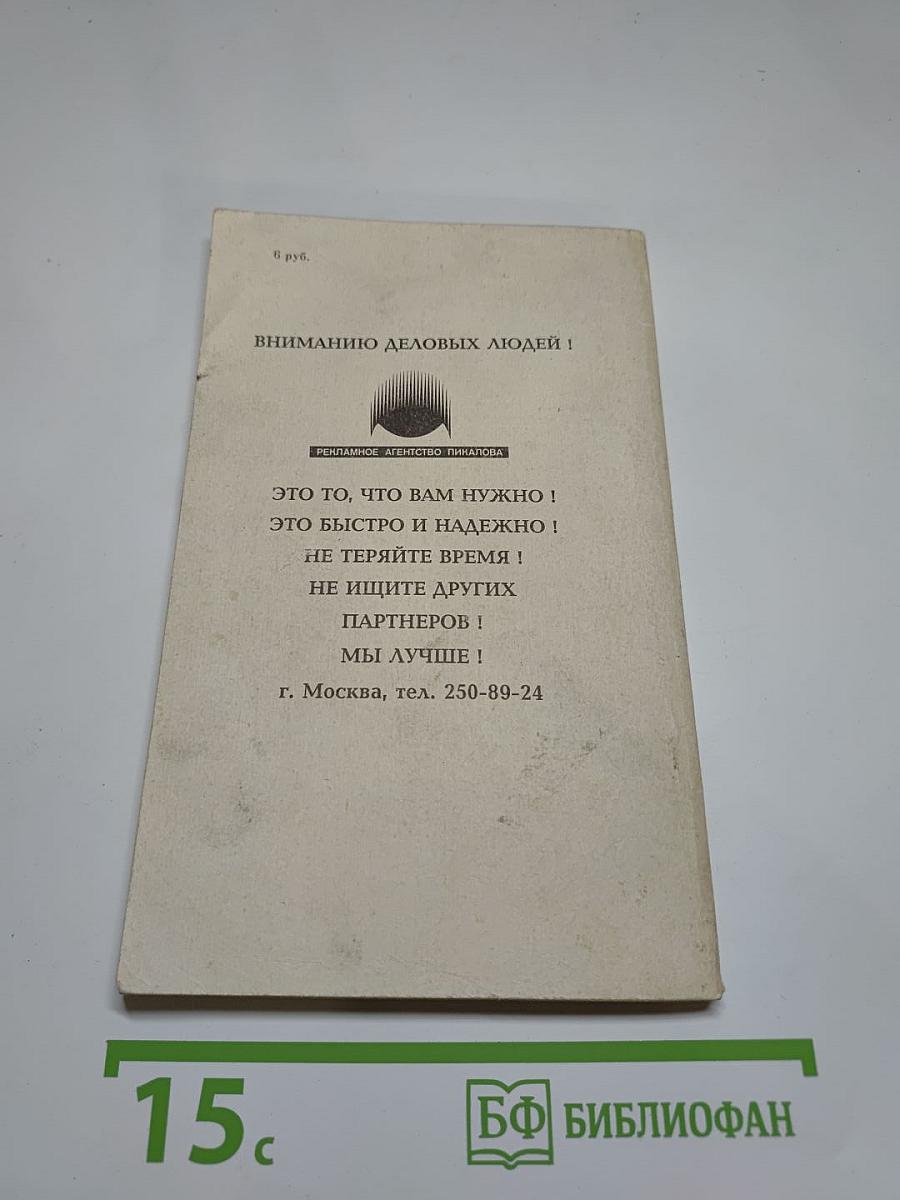 6 руб.
ВНИМАНИЮ ДЕЛОВЫХ ЛЮДЕЙ !
РЕКЛАМНОЕ АГЕНТСТВО ПИКАЛОВА
ЭТО ТО, ЧТО ВАМ НУЖНО !
ЭТО БЫСТРО И НАДЕЖНО !
НЕ ТЕРЯЙТЕ ВРЕМЯ !
НЕ ИЩИТЕ ДРУГИХ
ПАРТНЕРОВ !
МЫ ЛУЧШЕ !
г. Москва, тел. 250-89-24
15 с
БФ БИБЛИОФАН